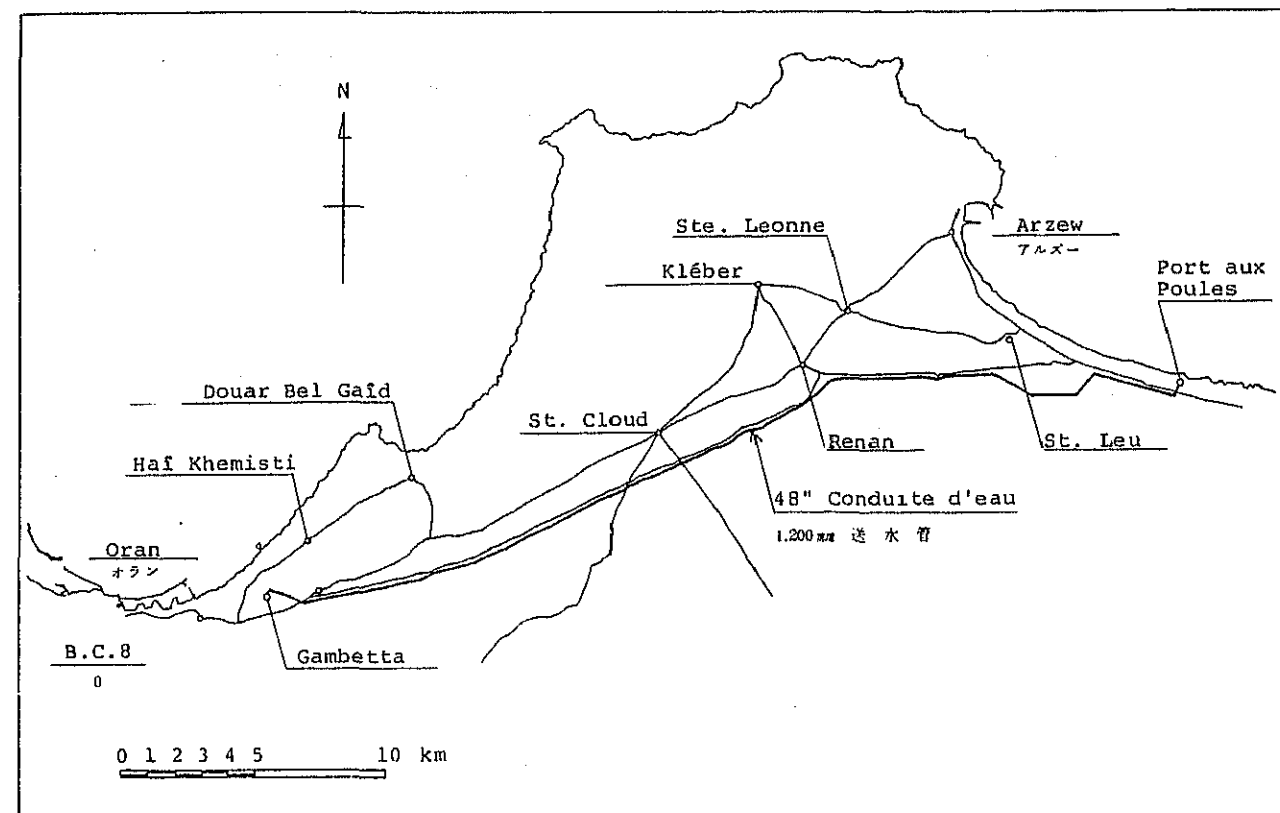 N
Ste. Leonne
Arzew
アルズー
Kléber
Port aux
Poules
Douar Bel Gaîd
St. Cloud
Haî Khemisti
Renan
St. Leu
48" Conduite d'eau
1,200mm 送水管
Oran
オラン
B.C.8
0
Gambetta
0 1 2 3 4 5 10 km